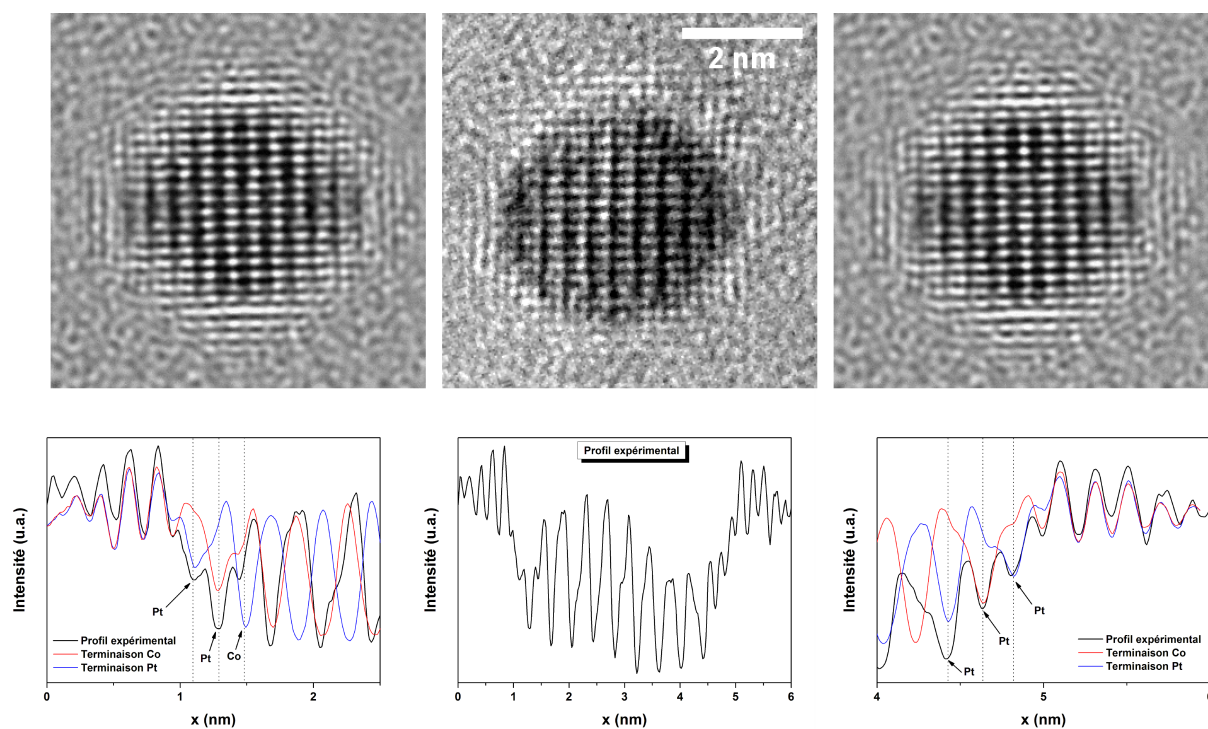 2 nm
Intensité (u.a.)
Pt
Pt
Co
Profil expérimental
Terminaison Co
Terminaison Pt
0 1 2
x (nm)
Profil expérimental
Intensité (u.a.)
0 1 2 3 4 5 6
x (nm)
Intensité (u.a.)
Pt
Pt
Pt
Profil expérimental
Terminaison Co
Terminaison Pt
4 5
x (nm)